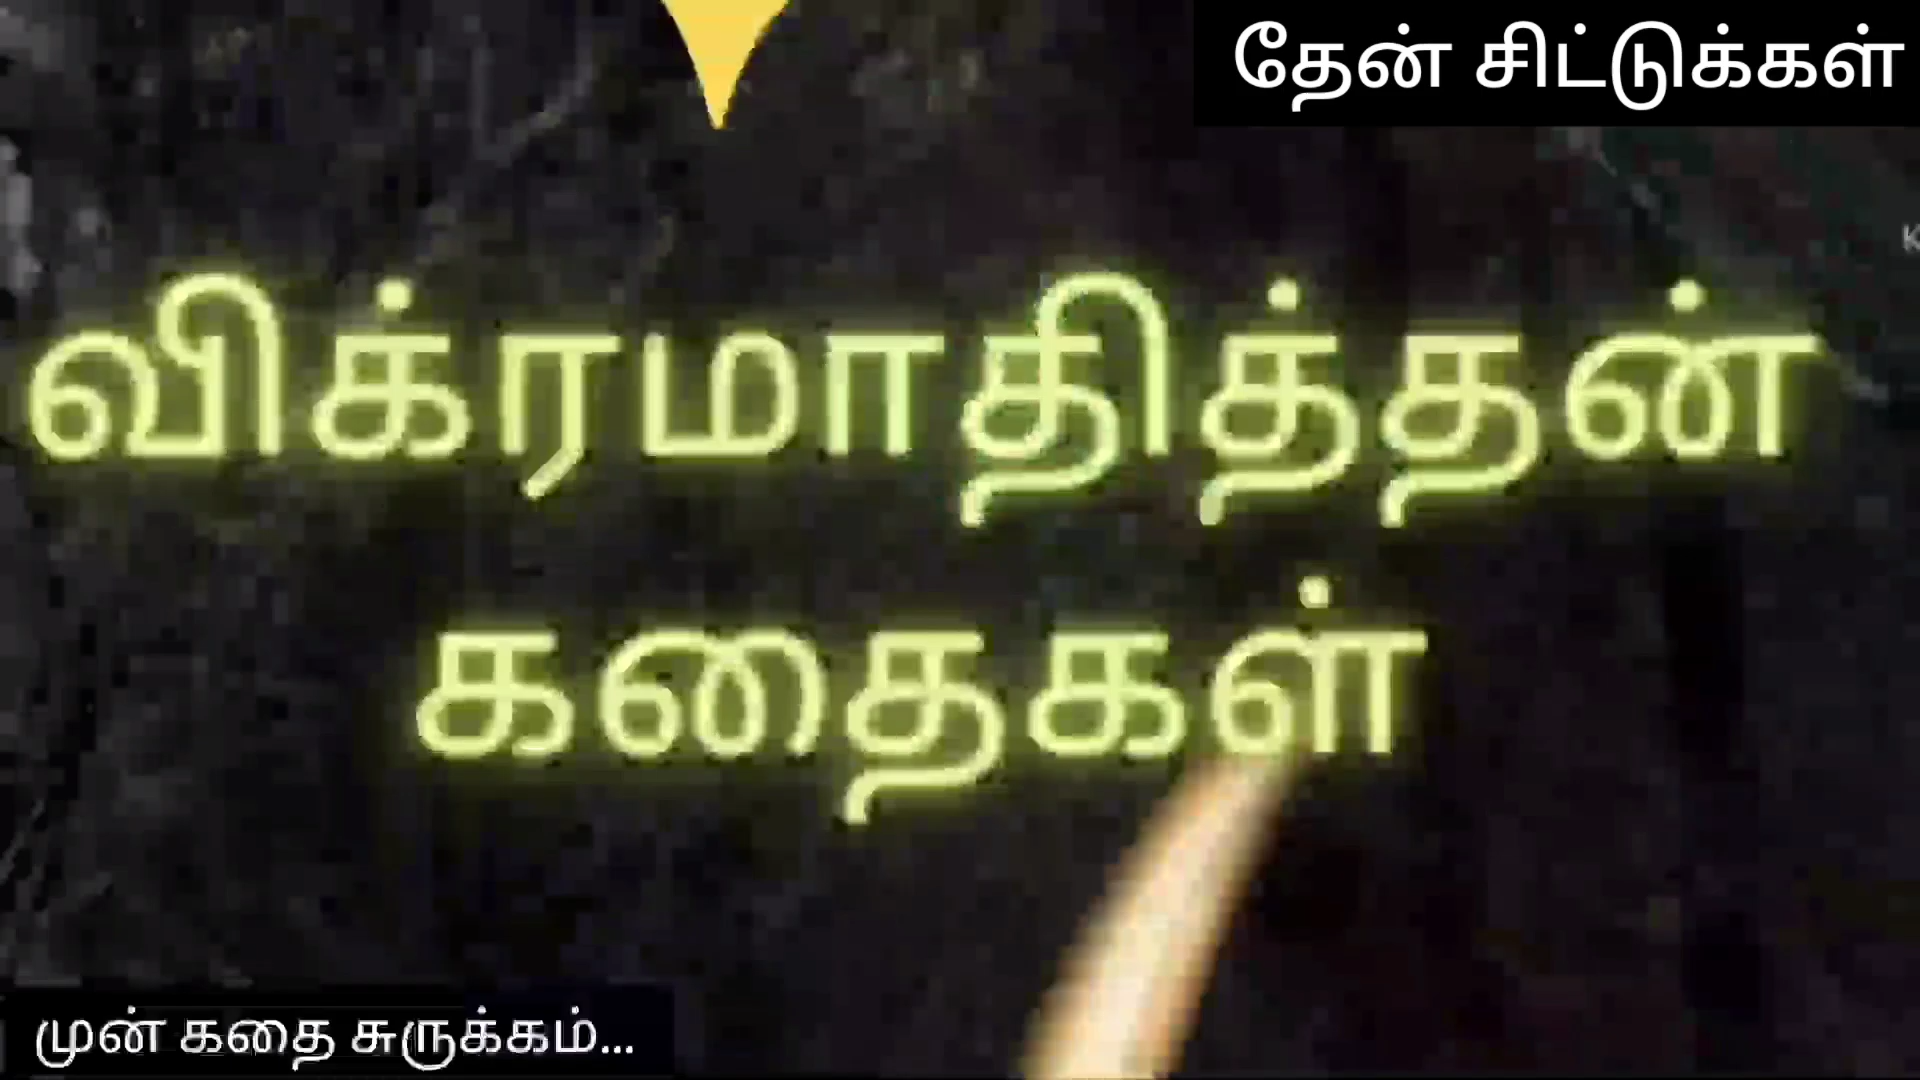 தேன் சிட்டுக்கள்
விக்ரமாதித்தன்
கதைகள்
முன் கதை சுருக்கம்...